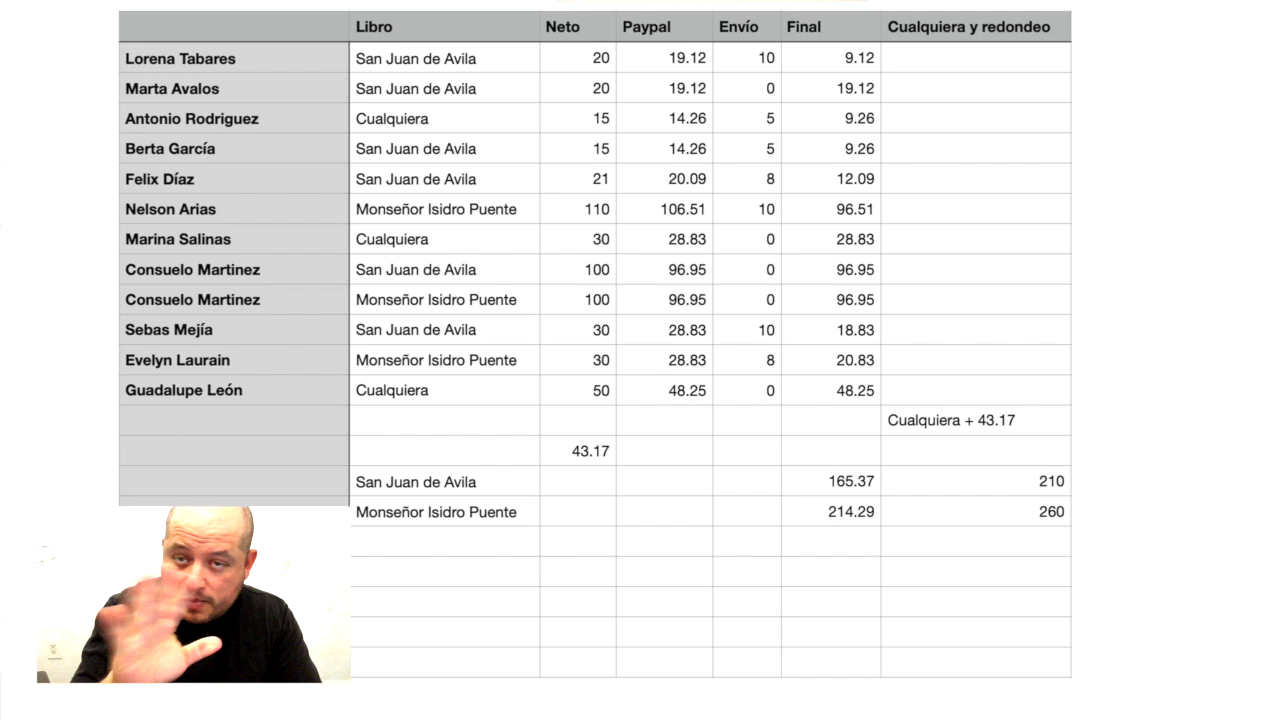 Libro Neto Paypal Envío Final Cualquiera y redondeo
Lorena Tabares San Juan de Avila 20 19.12 10 9.12
Marta Avalos San Juan de Avila 20 19.12 0 19.12
Antonio Rodriguez Cualquiera 15 14.26 5 9.26
Berta García San Juan de Avila 15 14.26 5 9.26
Felix Díaz San Juan de Avila 21 20.09 8 12.09
Nelson Arias Monseñor Isidro Puente 110 106.51 10 96.51
Marina Salinas Cualquiera 30 28.83 0 28.83
Consuelo Martinez San Juan de Avila 100 96.95 0 96.95
Consuelo Martinez Monseñor Isidro Puente 100 96.95 0 96.95
Sebas Mejía San Juan de Avila 30 28.83 10 18.83
Evelyn Laurain Monseñor Isidro Puente 30 28.83 8 20.83
Guadalupe León Cualquiera 50 48.25 0 48.25
Cualquiera + 43.17
43.17
San Juan de Avila 165.37 210
Monseñor Isidro Puente 214.29 260